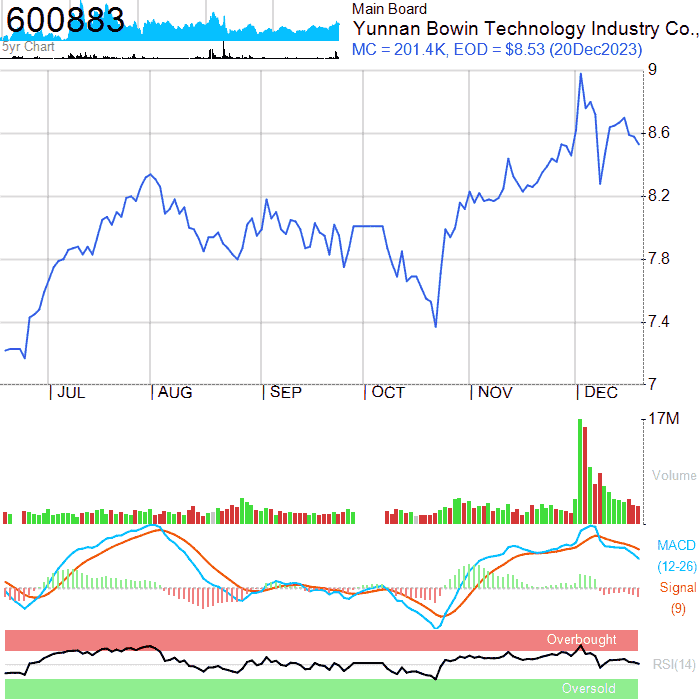 600883
5yr Chart
Main Board
Yunnan Bowin Technology Industry Co.,
MC = 201.4K, EOD = $8.53 (20Dec2023)
9
8.6
8.2
7.8
7.4
7
JUL AUG SEP OCT NOV DEC
17M
Volume
MACD
(12-26)
Signal
(9)
Overbought
RSI(14)
Oversold